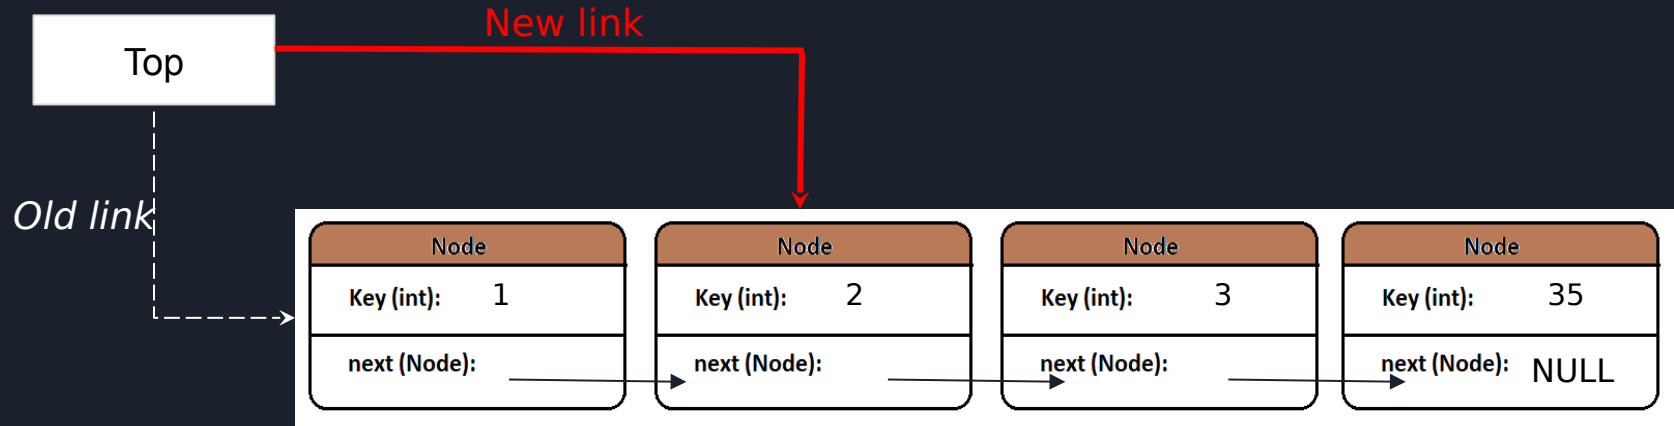 New link
Top
Old link
Node
Key (int): 1
next (Node):
Node
Key (int): 2
next (Node):
Node
Key (int): 3
next (Node):
Node
Key (int): 35
next (Node): NULL